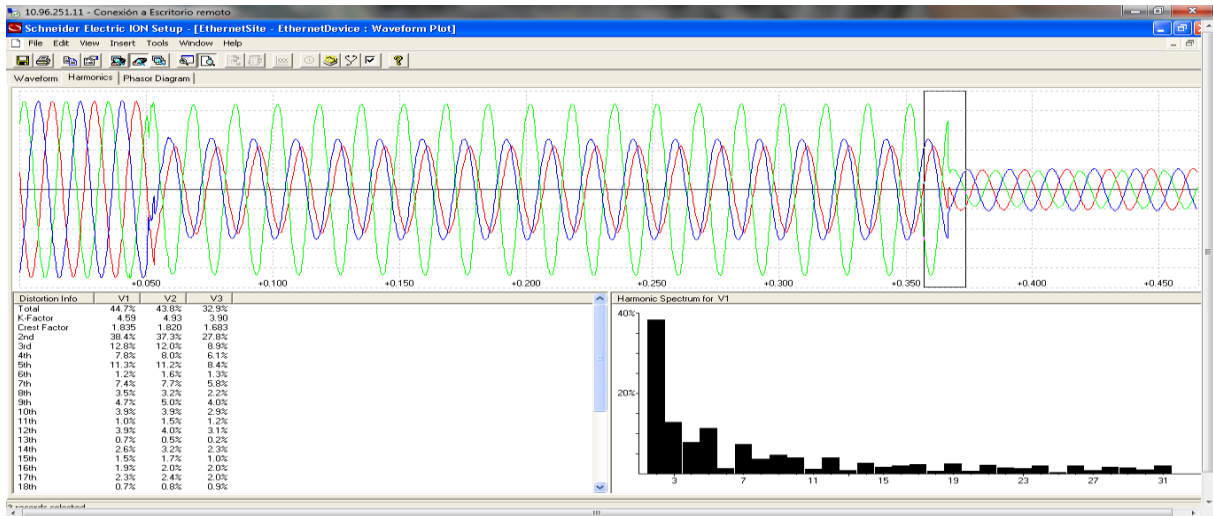 10.96.251.11 - Conexión a Escritorio remoto
Schneider Electric ION Setup - [EthernetSite - EthernetDevice : Waveform Plot]
File Edit View Insert Tools Window Help
Waveform Harmonics Phasor Diagram
+0.050 +0.100 +0.150 +0.200 +0.250 +0.300 +0.350 +0.400 +0.450
Distortion Info V1 V2 V3
Total 44.7% 43.8% 32.9%
K-Factor 4.59 4.93 3.90
Crest Factor 1.835 1.820 1.683
2nd 38.4% 37.3% 27.8%
3rd 12.8% 12.0% 8.9%
4th 7.8% 8.0% 6.1%
5th 11.3% 11.2% 8.4%
6th 1.2% 1.6% 1.3%
7th 7.4% 7.7% 5.8%
8th 3.5% 3.2% 2.2%
9th 4.7% 5.0% 4.0%
10th 3.9% 3.9% 2.9%
11th 1.0% 1.5% 1.2%
12th 3.9% 4.0% 3.1%
13th 0.7% 0.5% 0.2%
14th 2.6% 3.2% 2.3%
15th 1.5% 1.7% 1.0%
16th 1.9% 2.0% 2.0%
17th 2.3% 2.4% 2.0%
18th 0.7% 0.8% 0.9%
Harmonic Spectrum for V1
40%
20%
3 7 11 15 19 23 27 31
records selected